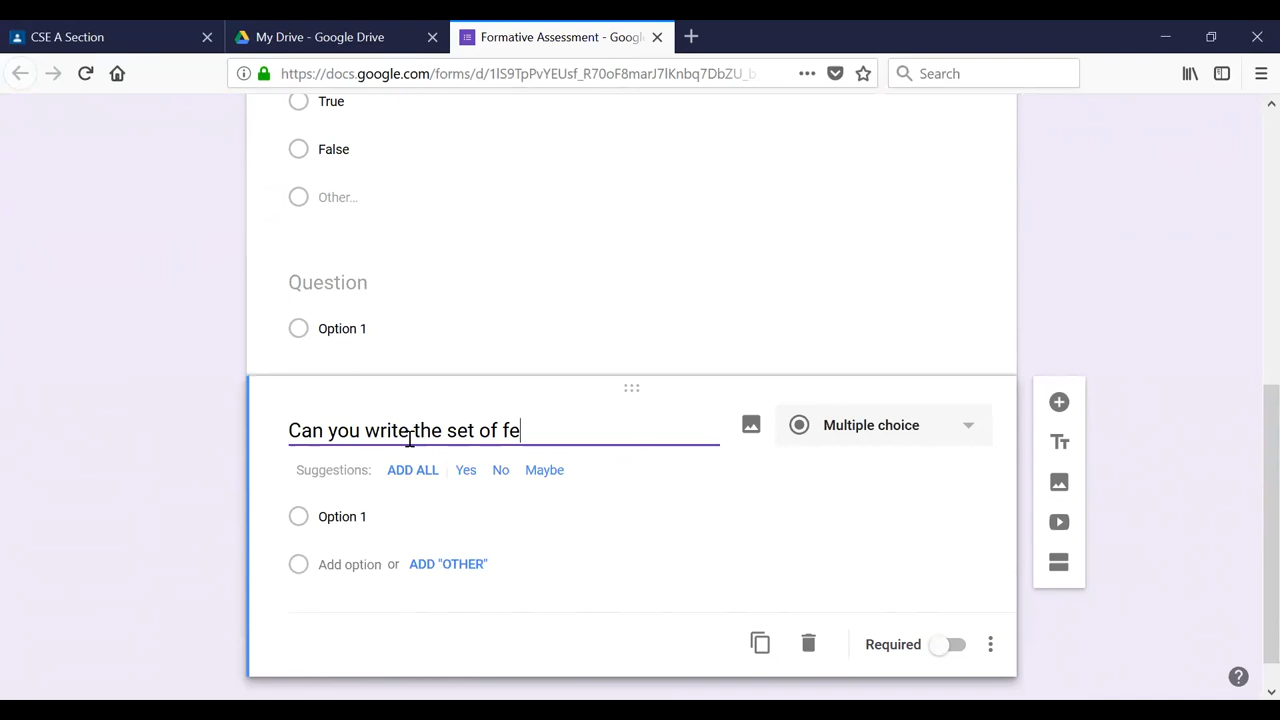 CSE A Section
My Drive - Google Drive
Formative Assessment - Googl
https://docs.google.com/forms/d/1lS9TpPvYEUsf_R70oF8marJ7lKnbq7DbZU_b
Search
True
False
Other...
Question
Option 1
Can you write the set of fe
Multiple choice
Suggestions: ADD ALL Yes No Maybe
Option 1
Add option or ADD "OTHER"
Required